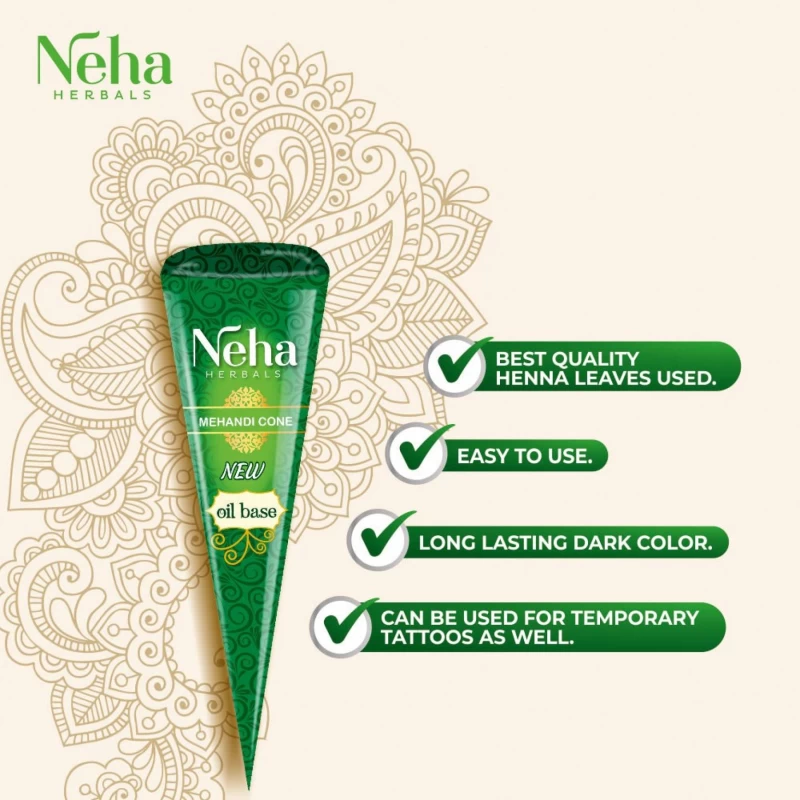 Neha
HERBALS
Neha
HERBALS
MEHANDI CONE
NEW
oil base
BEST QUALITY
HENNA LEAVES USED.
EASY TO USE.
LONG LASTING DARK COLOR.
CAN BE USED FOR TEMPORARY
TATTOOS AS WELL.